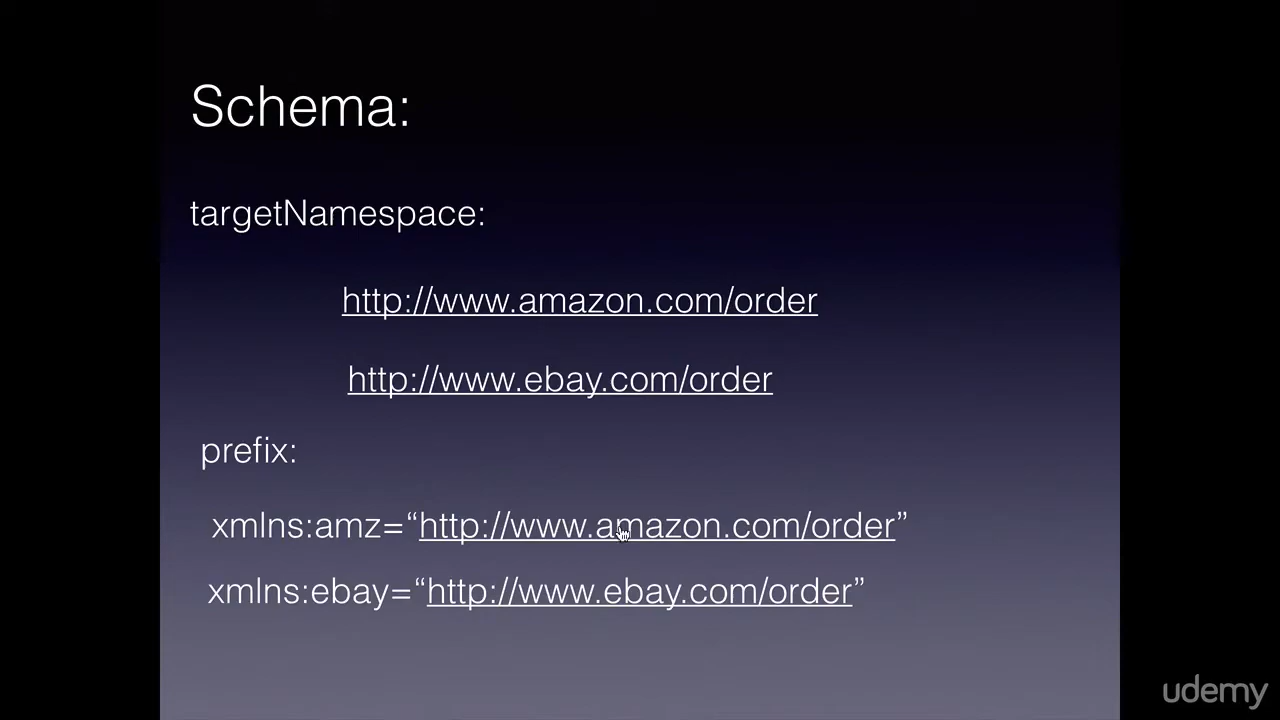 Schema:
targetNamespace:
http://www.amazon.com/order
http://www.ebay.com/order
prefix:
xmlns:amz=“http://www.amazon.com/order”
xmlns:ebay=“http://www.ebay.com/order”
udemy